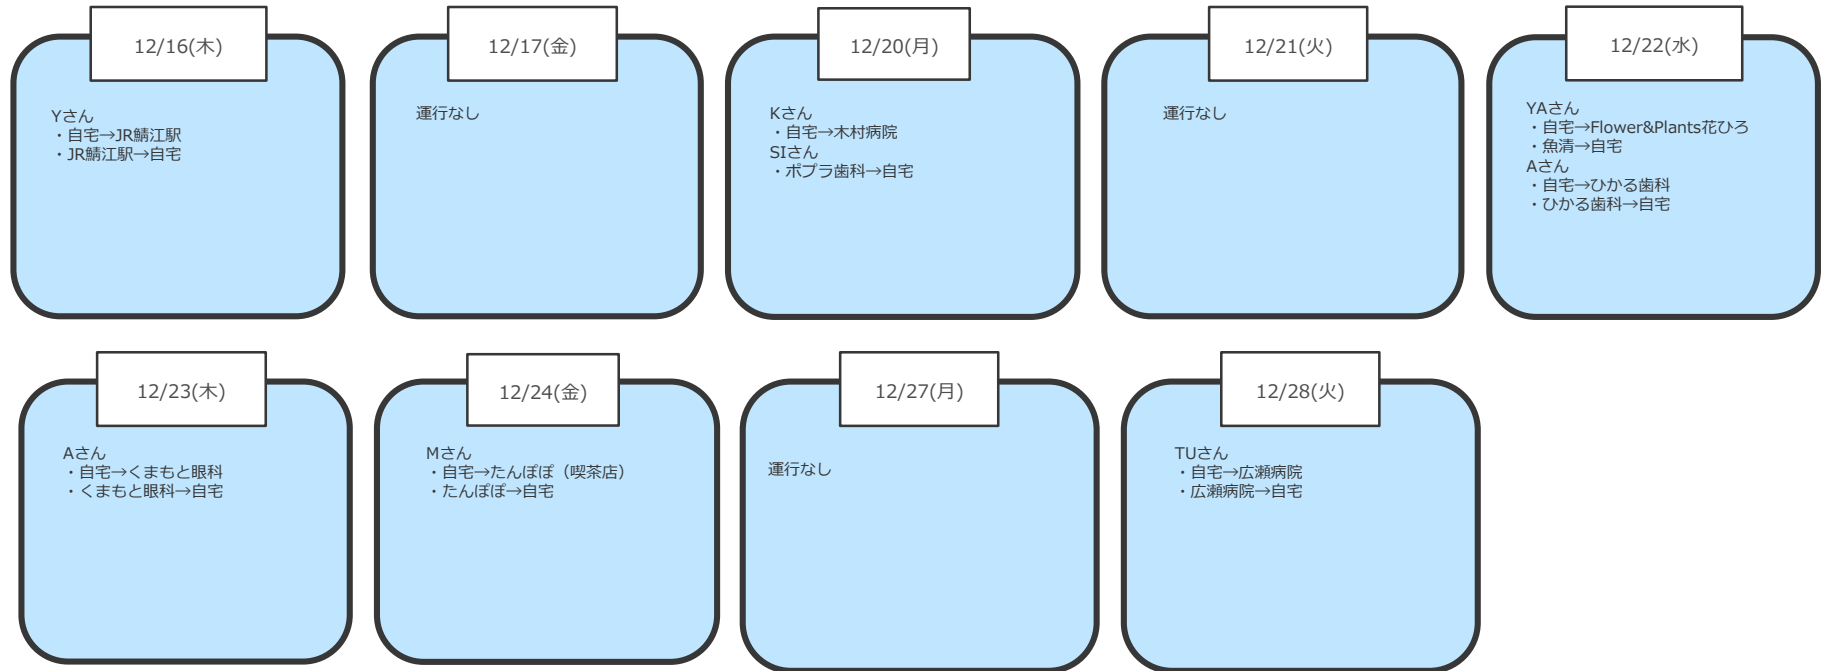 12/16(木)
Yさん
・自宅→JR鯖江駅
・JR鯖江駅→自宅
12/17(金)
運行なし
12/20(月)
Kさん
・自宅→木村病院
SIさん
・ポプラ歯科→自宅
12/21(火)
運行なし
12/22(水)
YAさん
・自宅→Flower&Plants花ひろ
・魚清→自宅
Aさん
・自宅→ひかる歯科
・ひかる歯科→自宅
12/23(木)
Aさん
・自宅→くまもと眼科
・くまもと眼科→自宅
12/24(金)
Mさん
・自宅→たんぽぽ（喫茶店）
・たんぽぽ→自宅
12/27(月)
運行なし
12/28(火)
TUさん
・自宅→広瀬病院
・広瀬病院→自宅